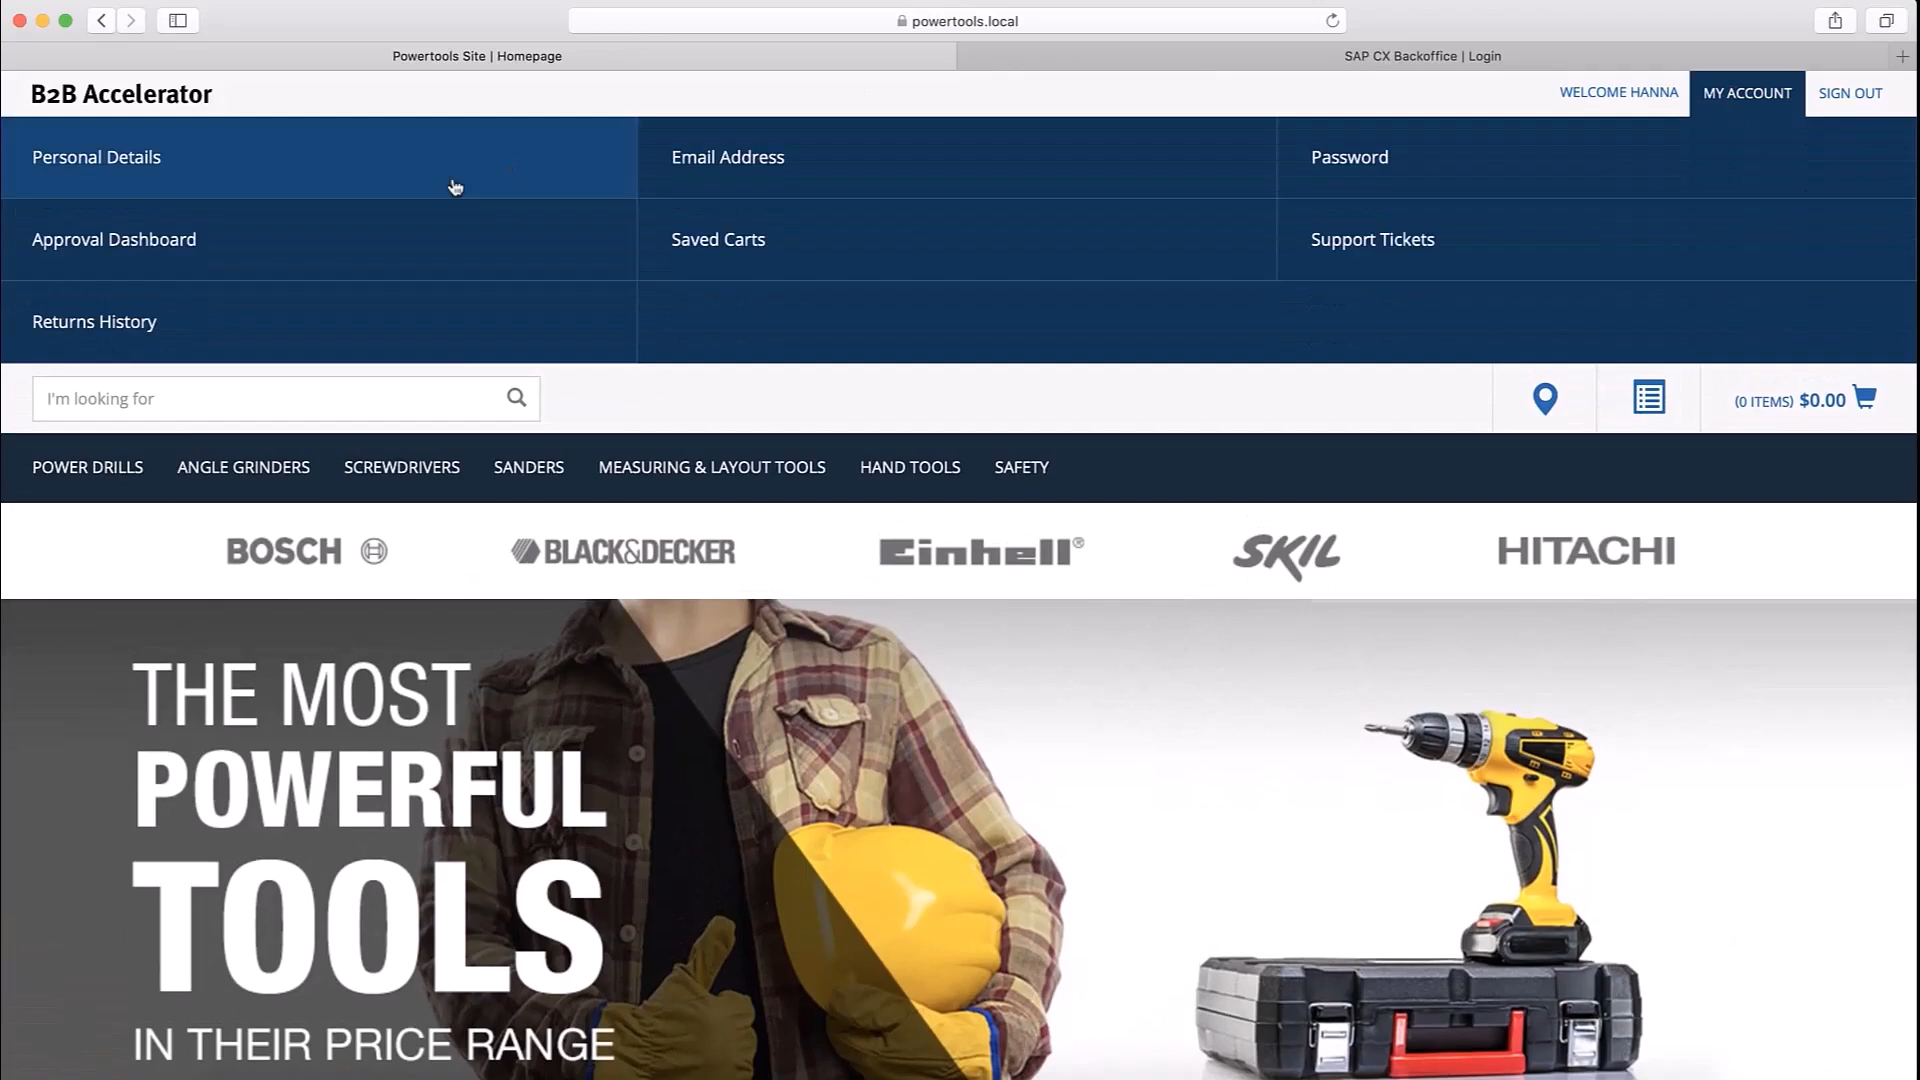 powertools.local
Powertools Site | Homepage
SAP CX Backoffice | Login
B2B Accelerator
WELCOME HANNA
MY ACCOUNT
SIGN OUT
Personal Details
Email Address
Password
Approval Dashboard
Saved Carts
Support Tickets
Returns History
I'm looking for
(0 ITEMS) $0.00
POWER DRILLS
ANGLE GRINDERS
SCREWDRIVERS
SANDERS
MEASURING & LAYOUT TOOLS
HAND TOOLS
SAFETY
BOSCH
BLACK&DECKER
Einhell®
SKIL
HITACHI
THE MOST
POWERFUL
TOOLS
IN THEIR PRICE RANGE